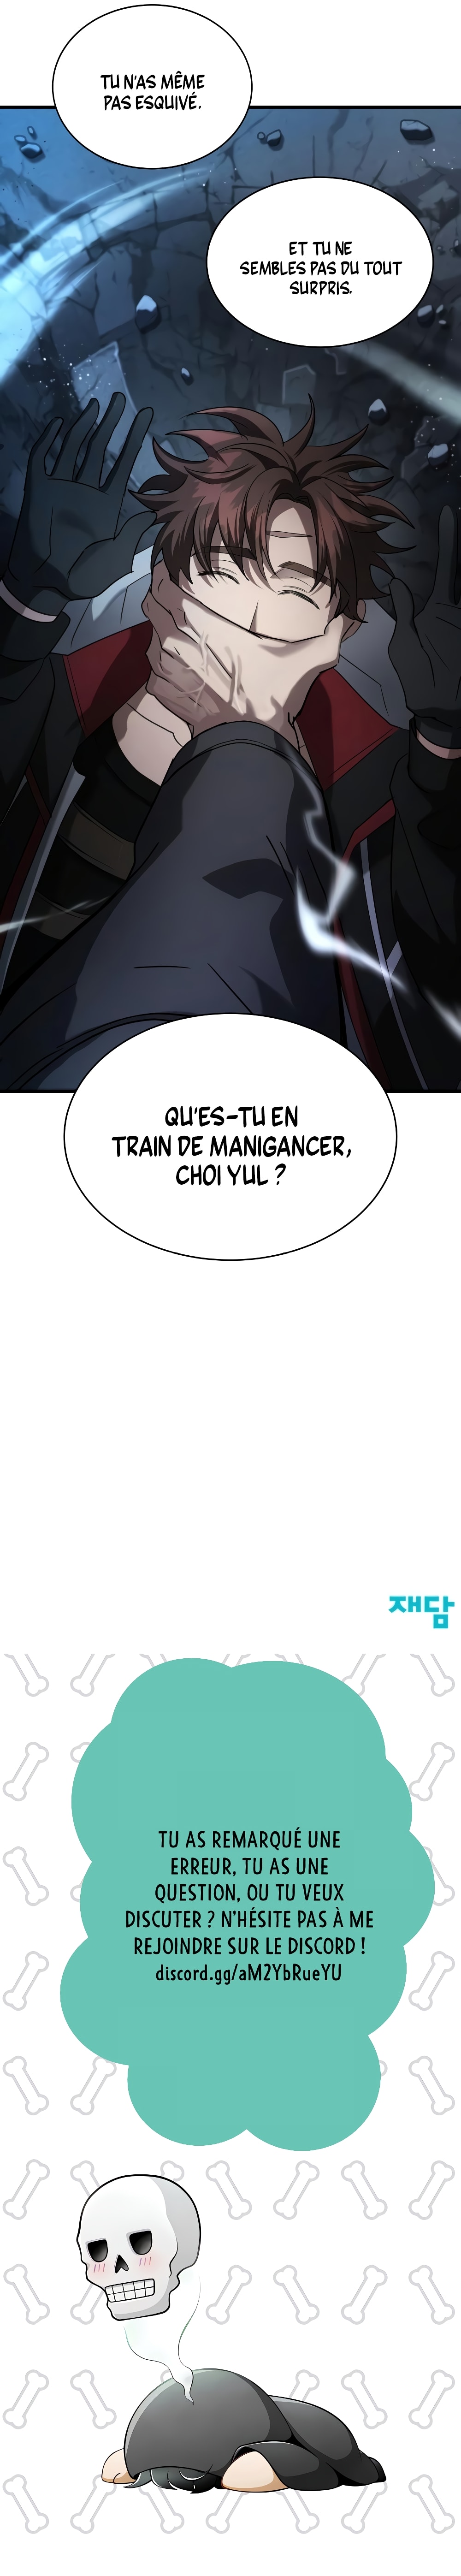 TU N'AS MÊME
PAS ESQUIVÉ.
ET TU NE
SEMBLES PAS DU TOUT
SURPRIS.
QU'ES-TU EN
TRAIN DE MANIGANCER,
CHOI YUL ?
재담
TU AS REMARQUÉ UNE
ERREUR, TU AS UNE
QUESTION, OU TU VEUX
DISCUTER ? N'HÉSITE PAS À ME
REJOINDRE SUR LE DISCORD !
discord.gg/aM2YbRueYU